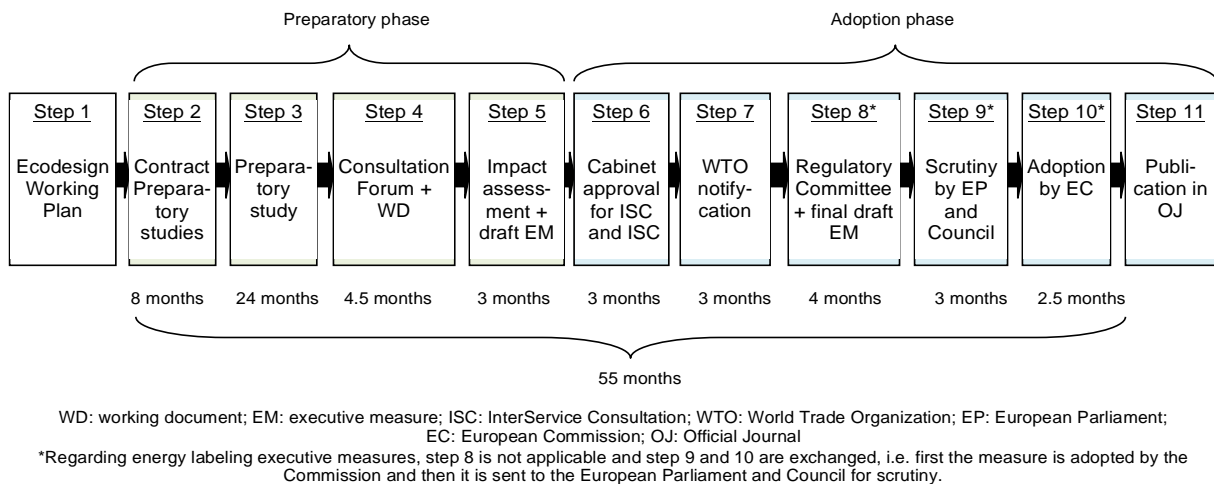 Preparatory phase
Adoption phase
Step 1
Ecodesign
Working
Plan
Step 2
Contract
Prepara-
tory
studies
Step 3
Prepara-
tory
study
Step 4
Consultation
Forum +
WD
Step 5
Impact
assess-
ment +
draft EM
Step 6
Cabinet
approval
for ISC
and ISC
Step 7
WTO
notify-
cation
Step 8*
Regulatory
Committee
+ final draft
EM
Step 9*
Scrutiny
by EP
and
Council
Step 10*
Adoption
by EC
Step 11
Publi-
cation in
OJ
8 months
24 months
4.5 months
3 months
3 months
3 months
4 months
3 months
2.5 months
55 months
WD: working document; EM: executive measure; ISC: InterService Consultation; WTO: World Trade Organization; EP: European Parliament;
EC: European Commission; OJ: Official Journal
*Regarding energy labeling executive measures, step 8 is not applicable and step 9 and 10 are exchanged, i.e. first the measure is adopted by the
Commission and then it is sent to the European Parliament and Council for scrutiny.